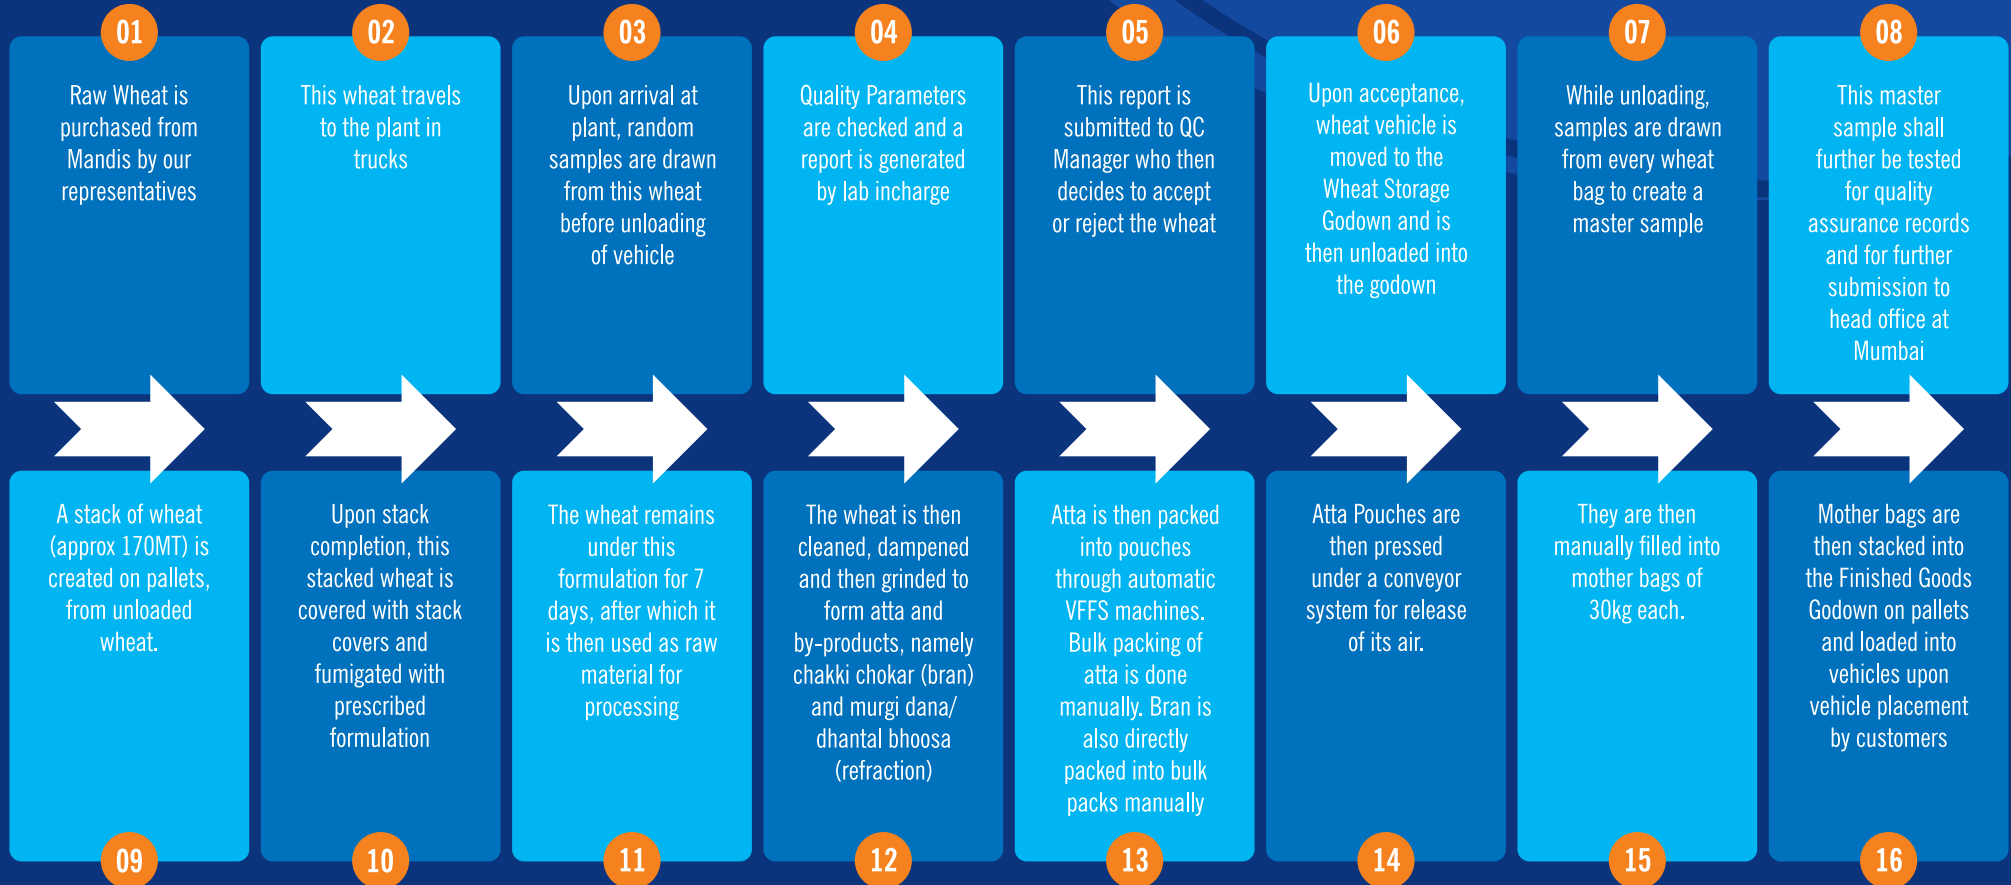 01
Raw Wheat is
purchased from
Mandis by our
representatives
02
This wheat travels
to the plant in
trucks
03
Upon arrival at
plant, random
samples are drawn
from this wheat
before unloading
of vehicle
04
Quality Parameters
are checked and a
report is generated
by lab incharge
05
This report is
submitted to QC
Manager who then
decides to accept
or reject the wheat
06
Upon acceptance,
wheat vehicle is
moved to the
Wheat Storage
Godown and is
then unloaded into
the godown
07
While unloading,
samples are drawn
from every wheat
bag to create a
master sample
08
This master
sample shall
further be tested
for quality
assurance records
and for further
submission to
head office at
Mumbai
A stack of wheat
(approx 170MT) is
created on pallets,
from unloaded
wheat.
09
Upon stack
completion, this
stacked wheat is
covered with stack
covers and
fumigated with
prescribed
formulation
10
The wheat remains
under this
formulation for 7
days, after which it
is then used as raw
material for
processing
11
The wheat is then
cleaned, dampened
and then grinded to
form atta and
by-products, namely
chakki chokar (bran)
and murgi dana/
dhantal bhoosa
(refraction)
12
Atta is then packed
into pouches
through automatic
VFFS machines.
Bulk packing of
atta is done
manually. Bran is
also directly
packed into bulk
packs manually
13
Atta Pouches are
then pressed
under a conveyor
system for release
of its air.
14
They are then
manually filled into
mother bags of
30kg each.
15
Mother bags are
then stacked into
the Finished Goods
Godown on pallets
and loaded into
vehicles upon
vehicle placement
by customers
16